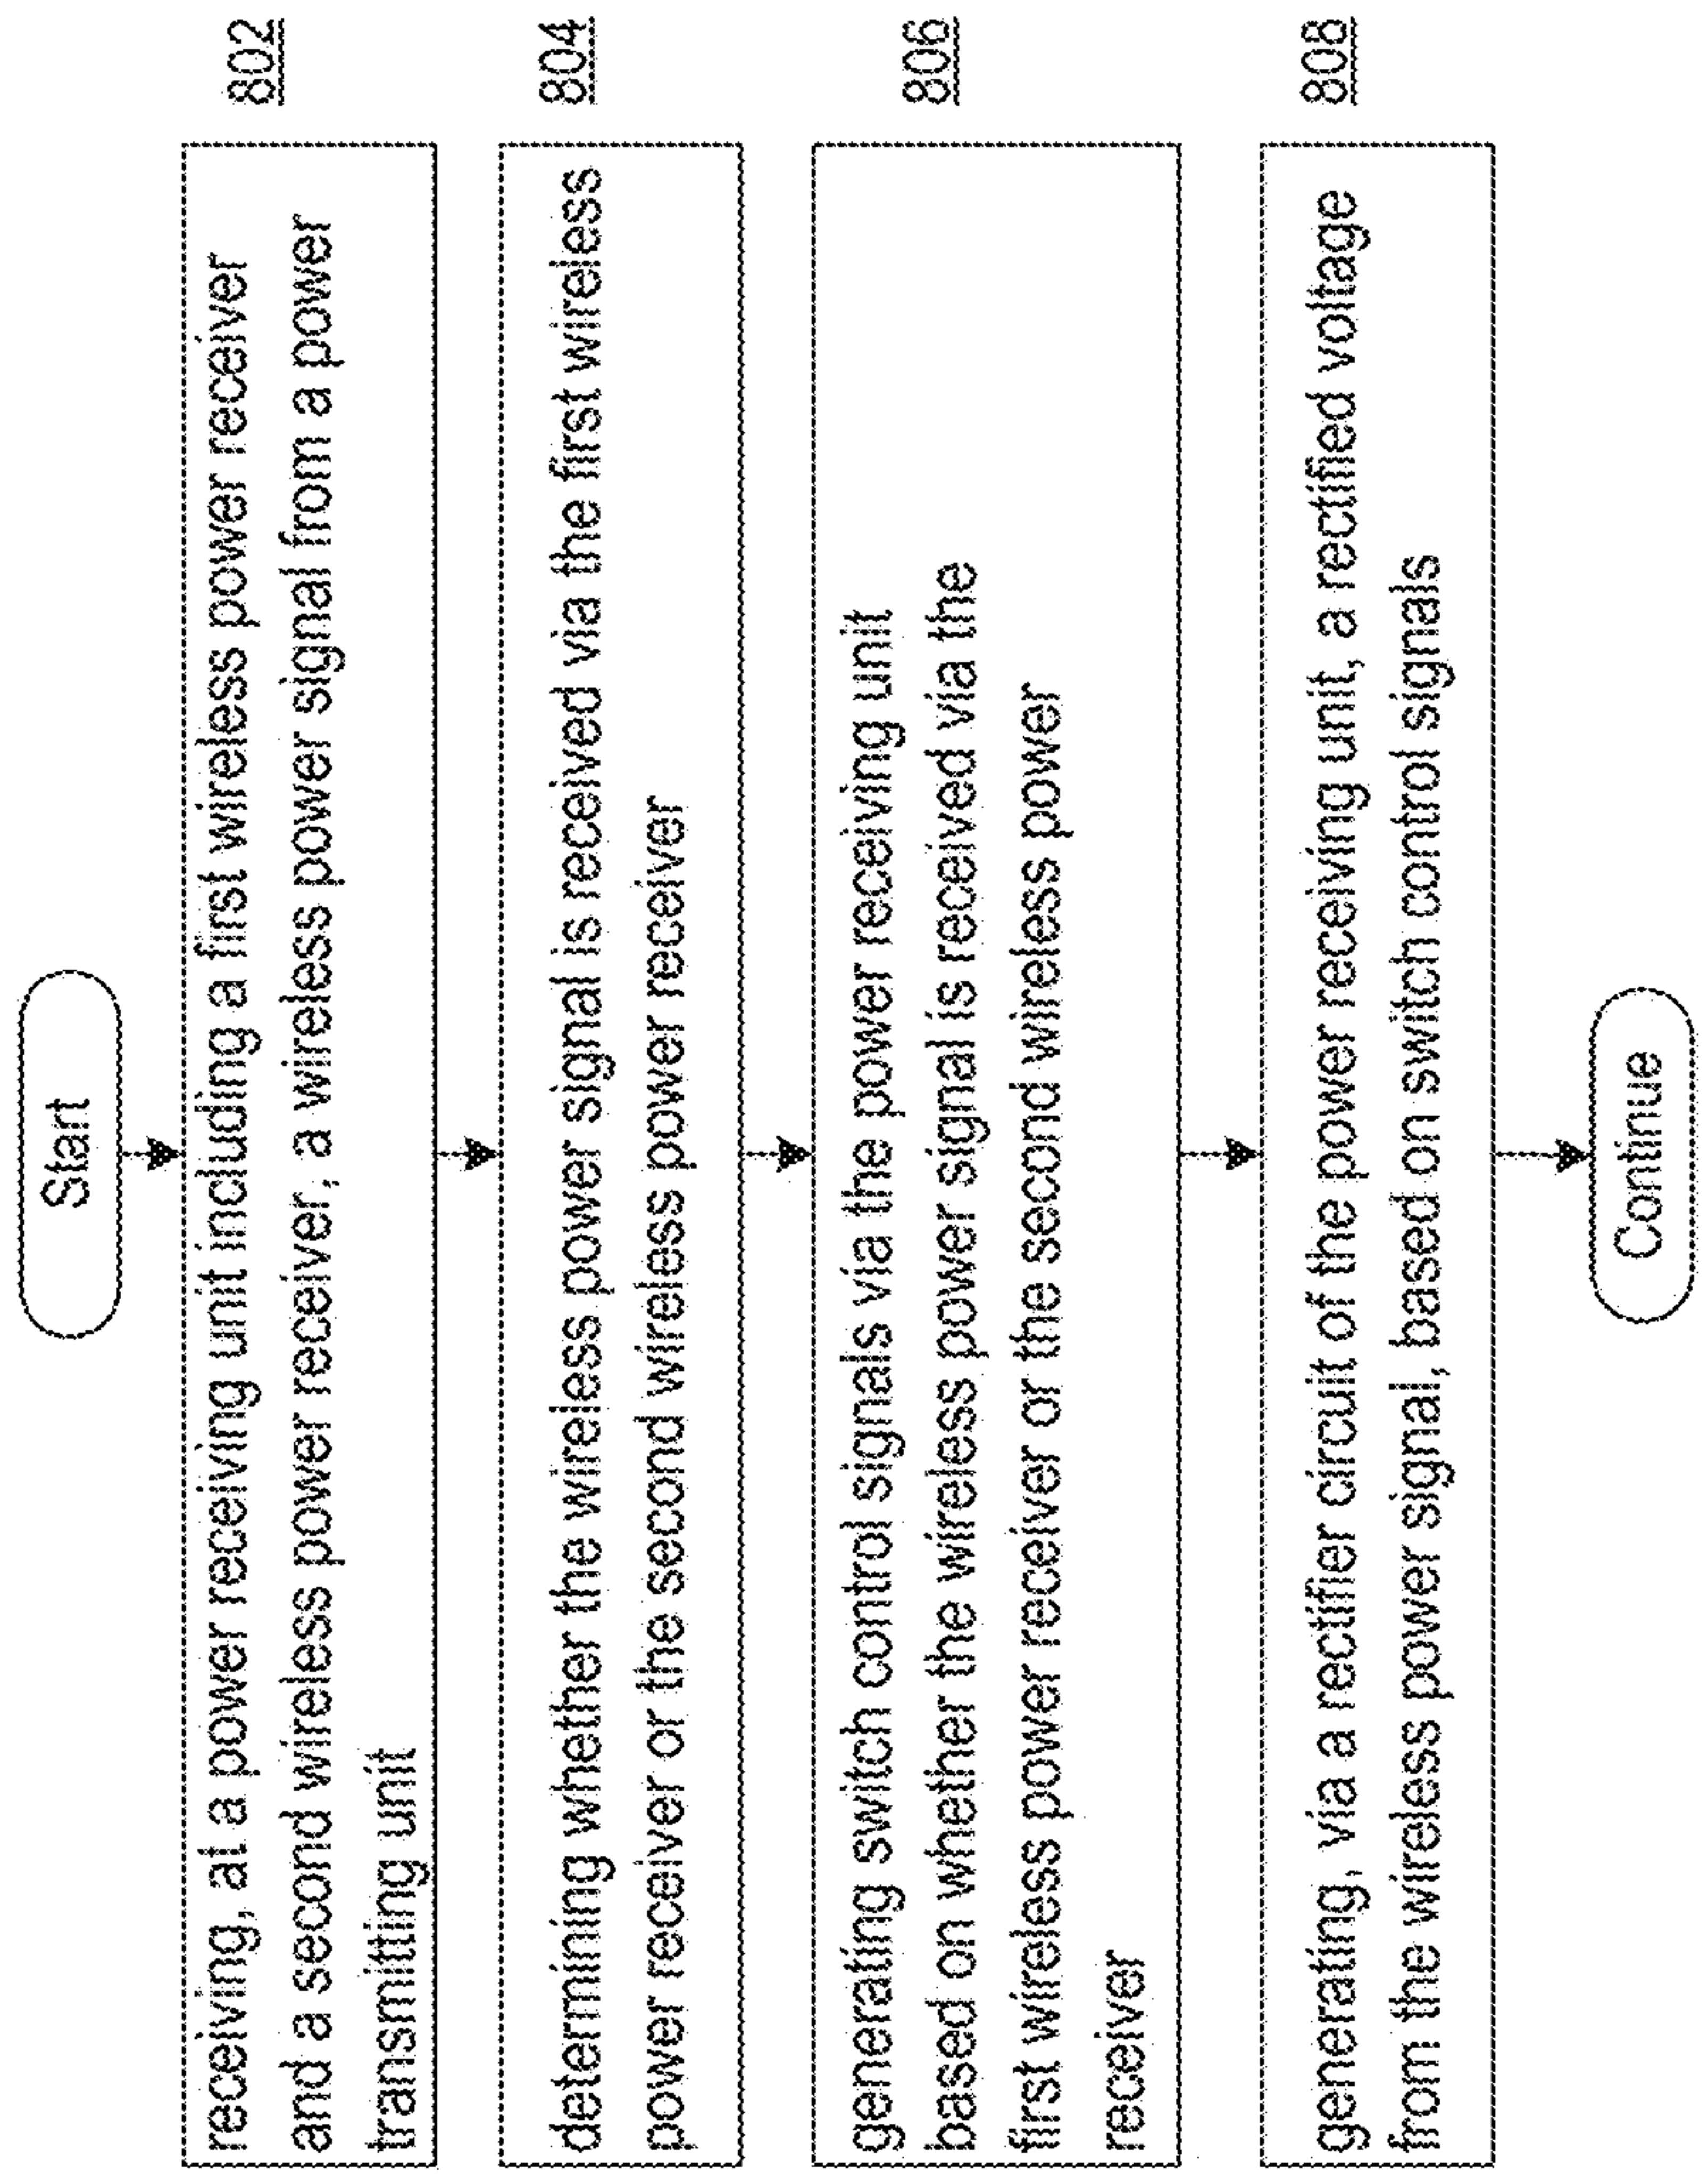 Start
receiving, at a power receiving unit including a first wireless power receiver
and a second wireless power receiver, a wireless power signal from a power
transmitting unit
802
determining whether the wireless power signal is received via the first wireless
power receiver or the second wireless power receiver
804
generating switch control signals via the power receiving unit
based on whether the wireless power signal is received via the
first wireless power receiver or the second wireless power
receiver
806
generating, via a rectifier circuit of the power receiving unit, a rectified voltage
from the wireless power signal, based on switch control signals
808
Continue